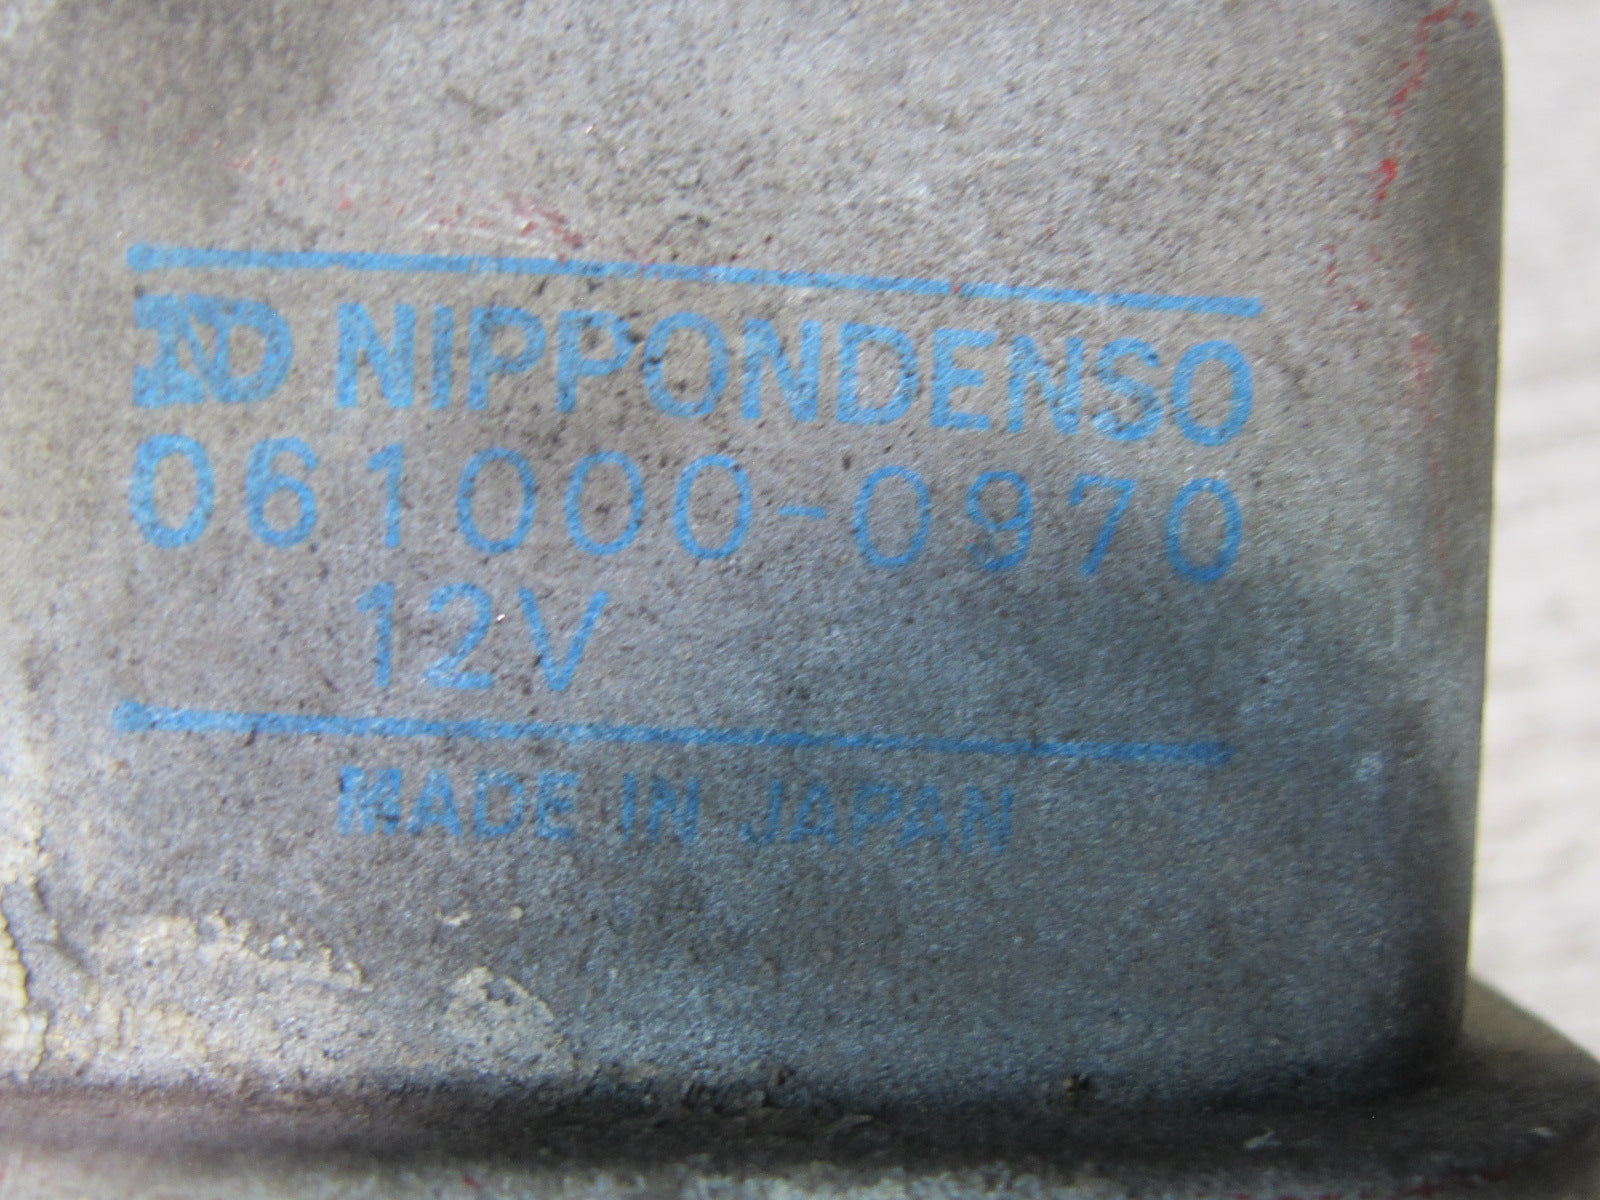 ND NIPPONDENSO
061000-0970
12V
MADE IN JAPAN